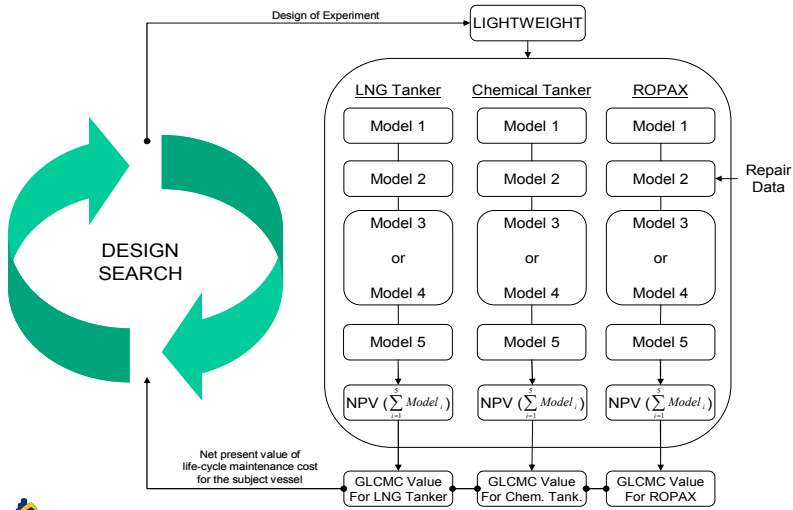 Design of Experiment
LIGHTWEIGHT
LNG Tanker
Chemical Tanker
ROPAX
Model 1
Model 1
Model 1
Model 2
Model 2
Model 2
Repair
Data
Model 3
or
Model 4
Model 3
or
Model 4
Model 3
or
Model 4
DESIGN
SEARCH
Model 5
Model 5
Model 5
NPV (∑_{i=1}^{5} Model_i)
NPV (∑_{i=1}^{5} Model_i)
NPV (∑_{i=1}^{5} Model_i)
Net present value of
life-cycle maintenance cost
for the subject vessel
GLCMC Value
For LNG Tanker
GLCMC Value
For Chem. Tank.
GLCMC Value
For ROPAX